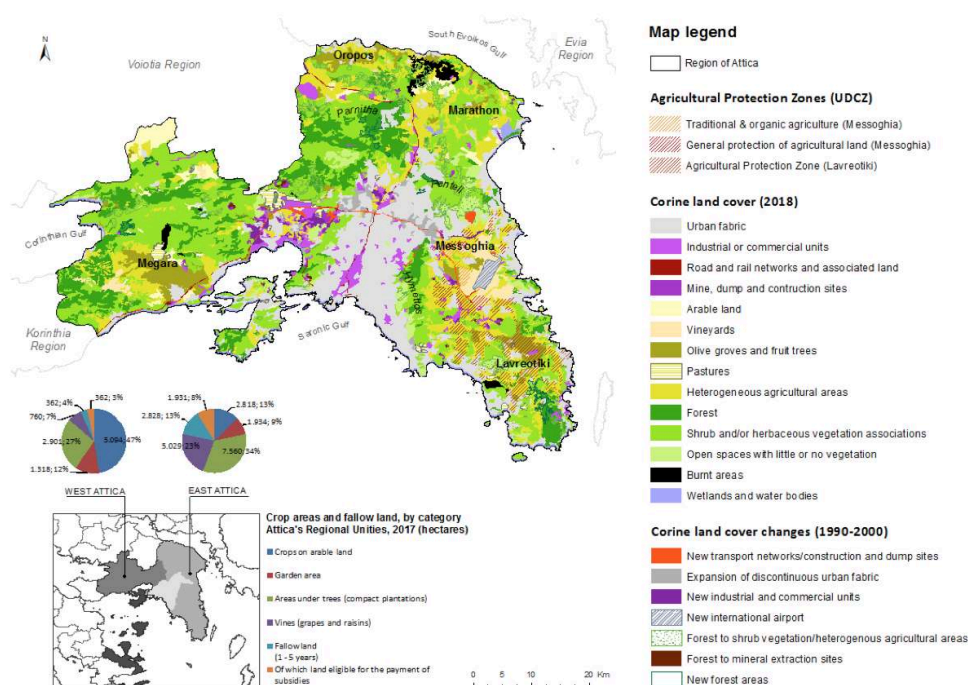 N
South Evoikos Gulf
Evia
Region
Voiotia Region
Oropos
Marathon
Parnitha
Penteli
Corinthian Gulf
Messoghia
Megara
Hymettos
Korinthia
Region
Saronic Gulf
Lavreotiki
362; 4%
362; 3%
760; 7%
2.901; 27%
5.094; 47%
1.318; 12%
1.931; 8%
2.818; 13%
2.828; 13%
1.934; 9%
5.029; 23%
7.560; 34%
WEST ATTICA
EAST ATTICA
Crop areas and fallow land, by category
Attica's Regional Unities, 2017 (hectares)
Crops on arable land
Garden area
Areas under trees (compact plantations)
Vines (grapes and raisins)
Fallow land
(1 - 5 years)
Of which land eligible for the payment of
subsidies
0 5 10 20 Km
Map legend
Region of Attica
Agricultural Protection Zones (UDCZ)
Traditional & organic agriculture (Messoghia)
General protection of agricultural land (Messoghia)
Agricultural Protection Zone (Lavreotiki)
Corine land cover (2018)
Urban fabric
Industrial or commercial units
Road and rail networks and associated land
Mine, dump and contruction sites
Arable land
Vineyards
Olive groves and fruit trees
Pastures
Heterogeneous agricultural areas
Forest
Shrub and/or herbaceous vegetation associations
Open spaces with little or no vegetation
Burnt areas
Wetlands and water bodies
Corine land cover changes (1990-2000)
New transport networks/construction and dump sites
Expansion of discontinuous urban fabric
New industrial and commercial units
New international airport
Forest to shrub vegetation/heterogenous agricultural areas
Forest to mineral extraction sites
New forest areas